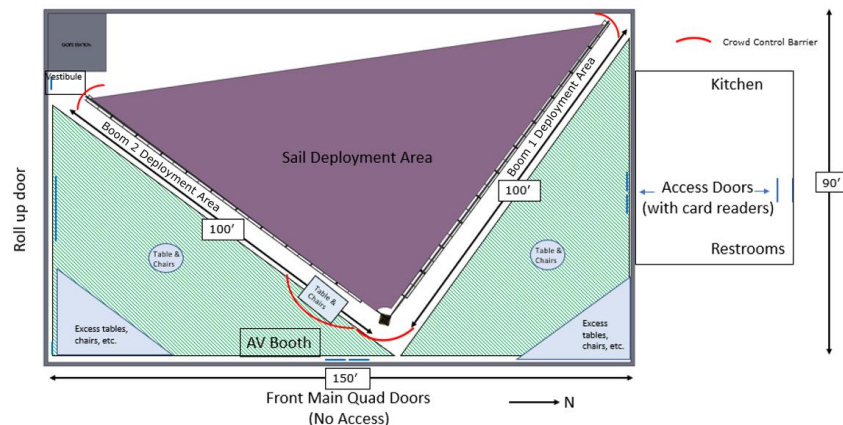 Crowd Control Barrier
Vestibule
Kitchen
Boom 1 Deployment Area
Sail Deployment Area
Boom 2 Deployment Area
100’
100’
Access Doors
(with card readers)
90’
Roll up door
Restrooms
Table &
Chairs
Table &
Chairs
Table &
Chairs
Excess tables,
chairs, etc.
AV Booth
Excess
tables,
chairs, etc.
150’
Front Main Quad Doors
(No Access)
N